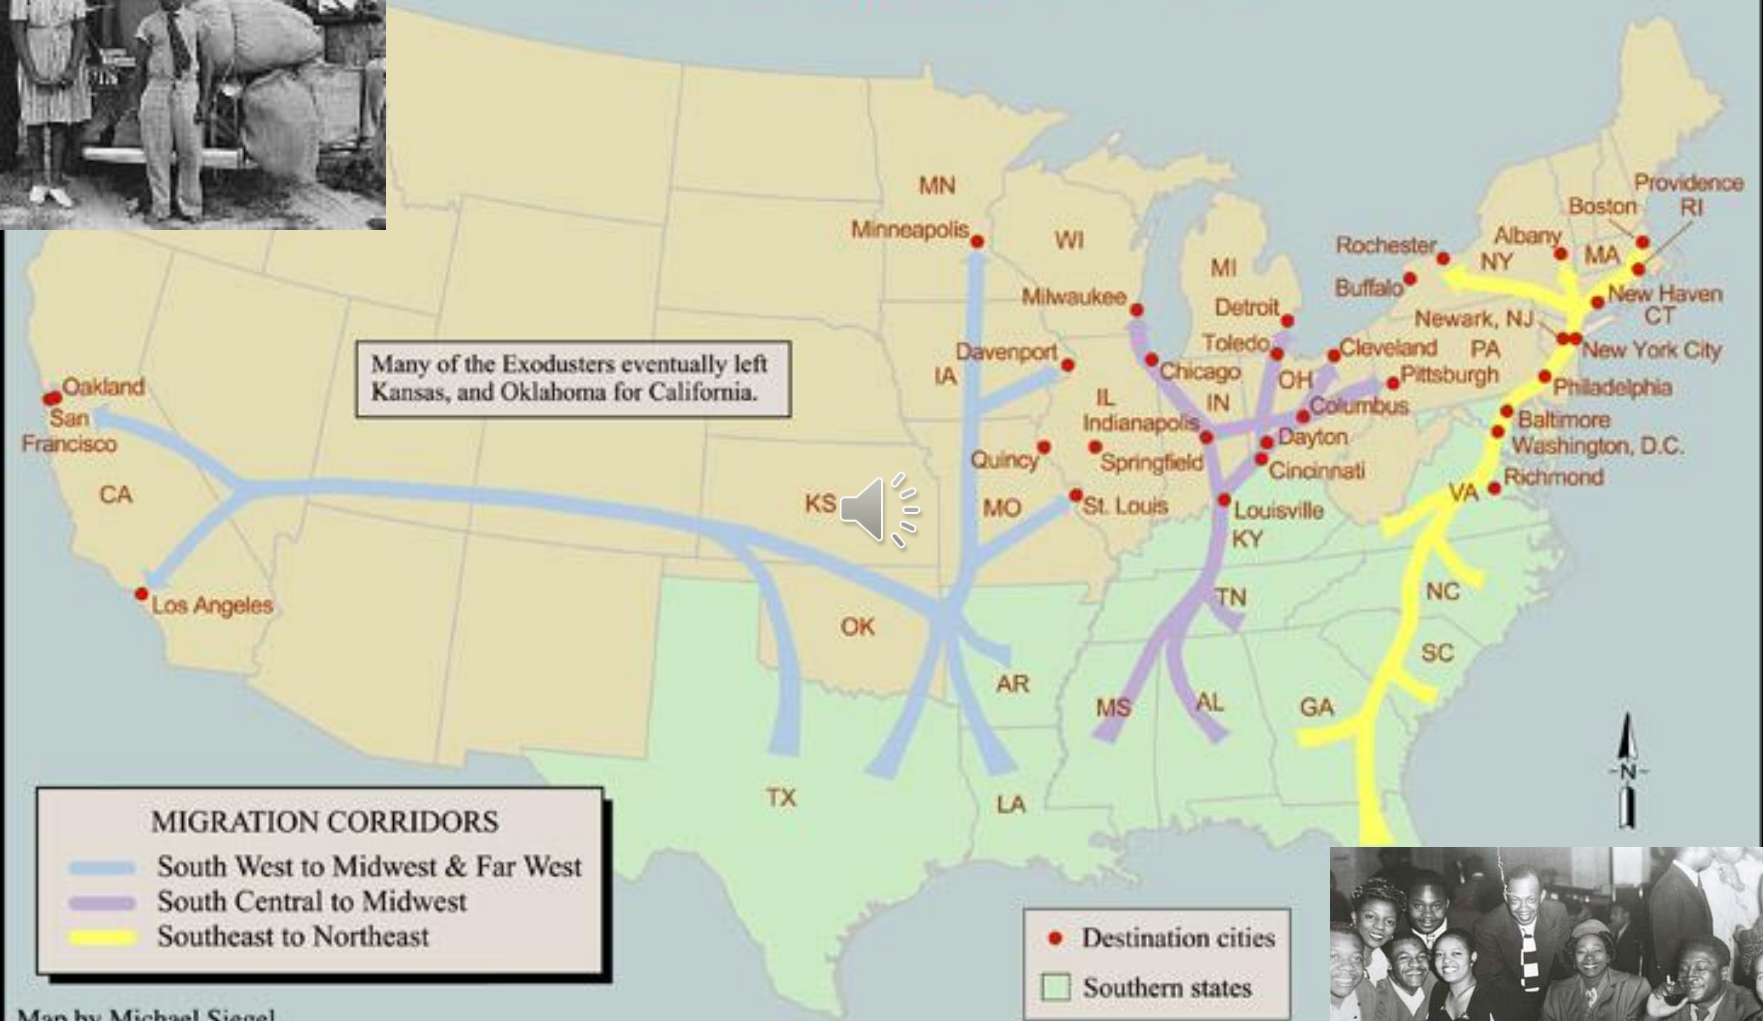 MN
Minneapolis
WI
MI
Milwaukee
Detroit
Toledo
Davenport
IA
Chicago
IL
IN
OH
Cleveland
PA
Pittsburgh
Columbus
Indianapolis
Dayton
Cincinnati
Quincy
Springfield
St. Louis
MO
KS
Louisville
KY
Providence
RI
Boston
Albany
MA
Rochester
NY
Buffalo
New Haven
CT
Newark, NJ
New York City
Philadelphia
Baltimore
Washington, D.C.
Richmond
VA
Many of the Exodusters eventually left
Kansas, and Oklahoma for California.
Oakland
San
Francisco
CA
Los Angeles
OK
TN
NC
SC
AR
MS
AL
GA
TX
LA
N
MIGRATION CORRIDORS
South West to Midwest & Far West
South Central to Midwest
Southeast to Northeast
Destination cities
Southern states
Map by Michael Siegel